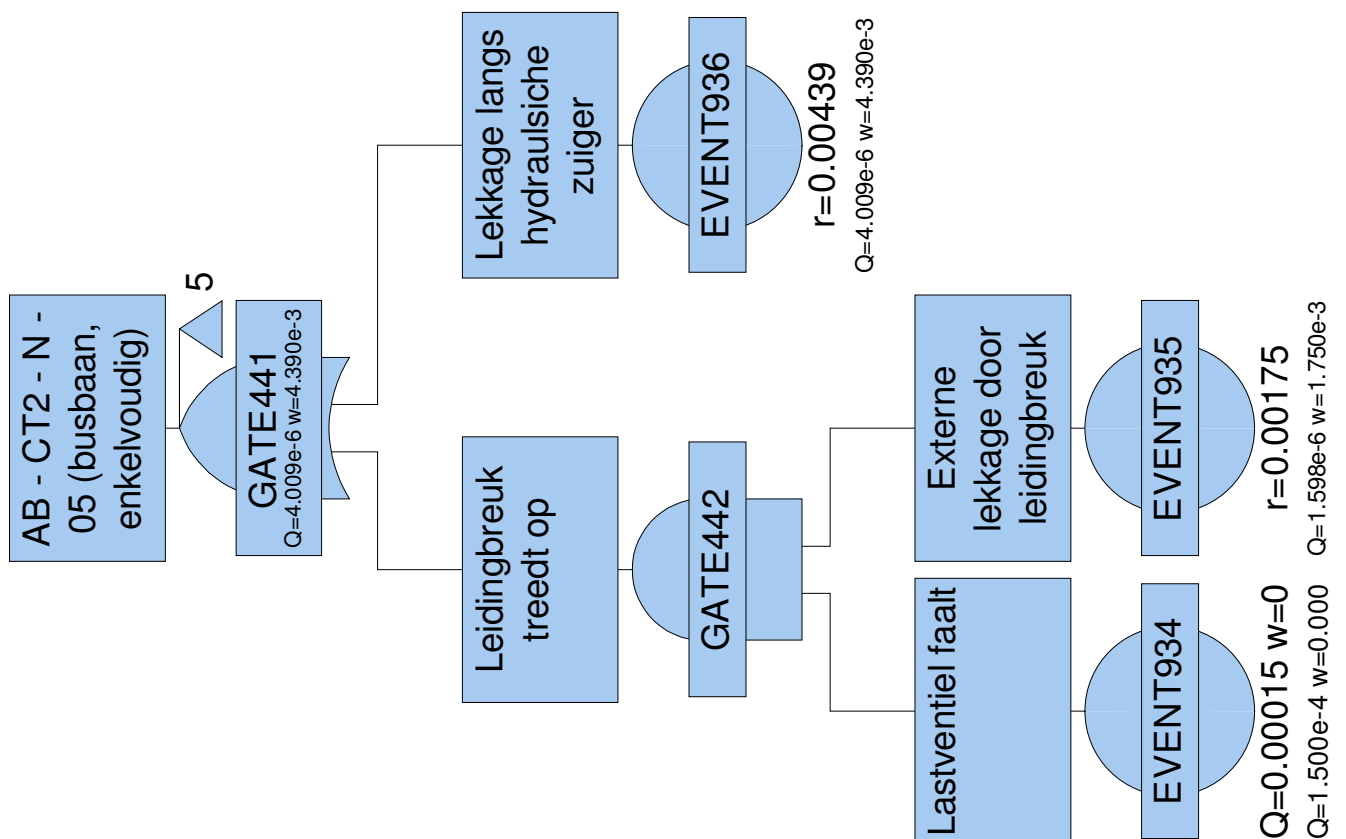 AB - CT2 - N -
05 (busbaan,
enkelvoudig)
5
GATE441
Q=4.009e-6 w=4.390e-3
Leidingbreuk
treedt op
Lekkage langs
hydraulsiche
zuiger
GATE442
EVENT936
r=0.00439
Q=4.009e-6 w=4.390e-3
Lastventiel faalt
Externe
lekkage door
leidingbreuk
EVENT934
EVENT935
Q=0.00015 w=0
Q=1.500e-4 w=0.000
r=0.00175
Q=1.598e-6 w=1.750e-3